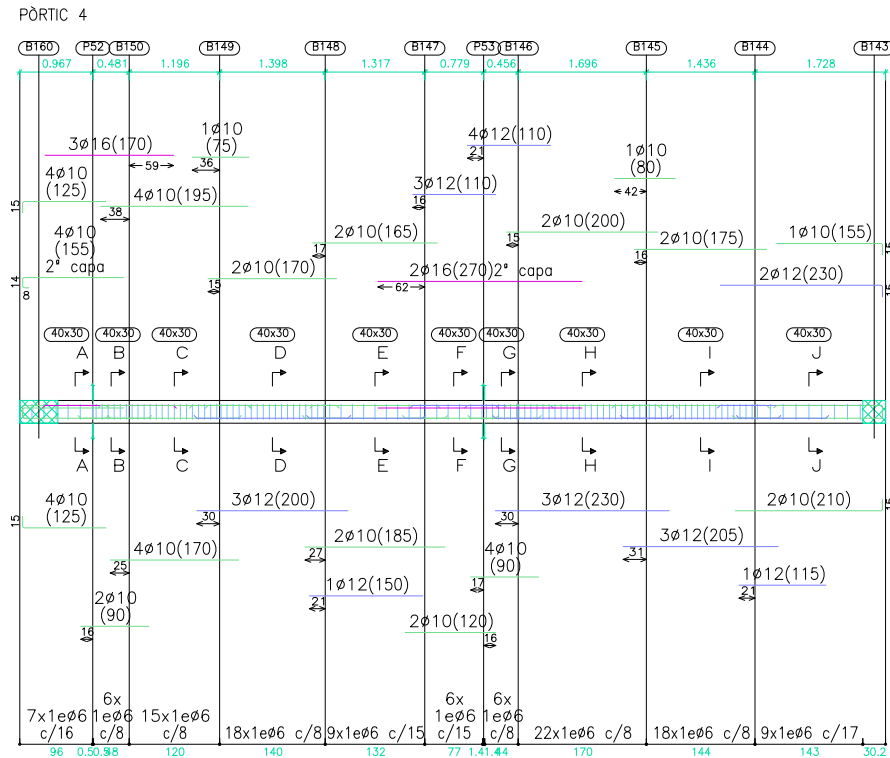 PÒRTIC 4
B160 P52 B150 B149 B148 B147 P53 B146 B145 B144 B143
0.967 0.481 1.196 1.398 1.317 0.779 0.456 1.696 1.436 1.728
1ø10
(75)
36
4ø12(110)
21
3ø16(170)
59
1ø10
(80)
42
4ø10
(125)
15
4ø10(195)
38
3ø12(110)
16
4ø10
(155)
2ª capa
14
8
2ø10(165)
17
2ø10(200)
15
2ø10(175)
16
1ø10(155)
15
2ø10(170)
15
2ø16(270)2ª capa
62
2ø12(230)
15
40x30 40x30 40x30 40x30 40x30 40x30 40x30 40x30 40x30 40x30
A B C D E F G H I J
A B C D E F G H I J
4ø10
(125)
15
3ø12(200)
30
3ø12(230)
30
2ø10(210)
15
4ø10(170)
25
2ø10(185)
27
4ø10
(90)
17
3ø12(205)
31
2ø10
(90)
16
1ø12(150)
21
2ø10(120)
16
1ø12(115)
21
7x1eø6
c/16
6x
1eø6
c/8
15x1eø6
c/8
18x1eø6 c/8
9x1eø6 c/15
6x
1eø6
c/15
6x
1eø6
c/8
22x1eø6 c/8
18x1eø6 c/8
9x1eø6 c/17
96 120 140 132 77 170 144 143 30.2